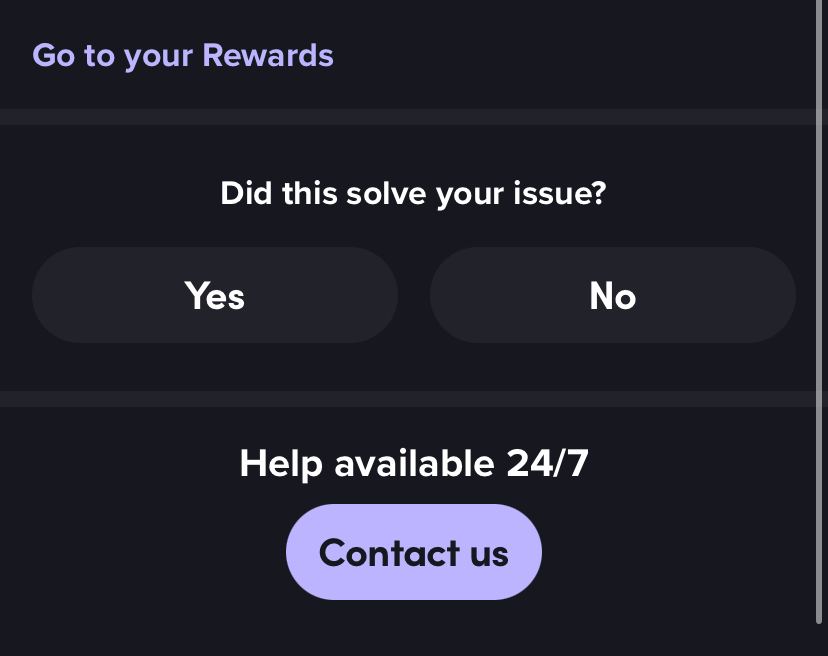 Go to your Rewards
Did this solve your issue?
Yes
No
Help available 24/7
Contact us